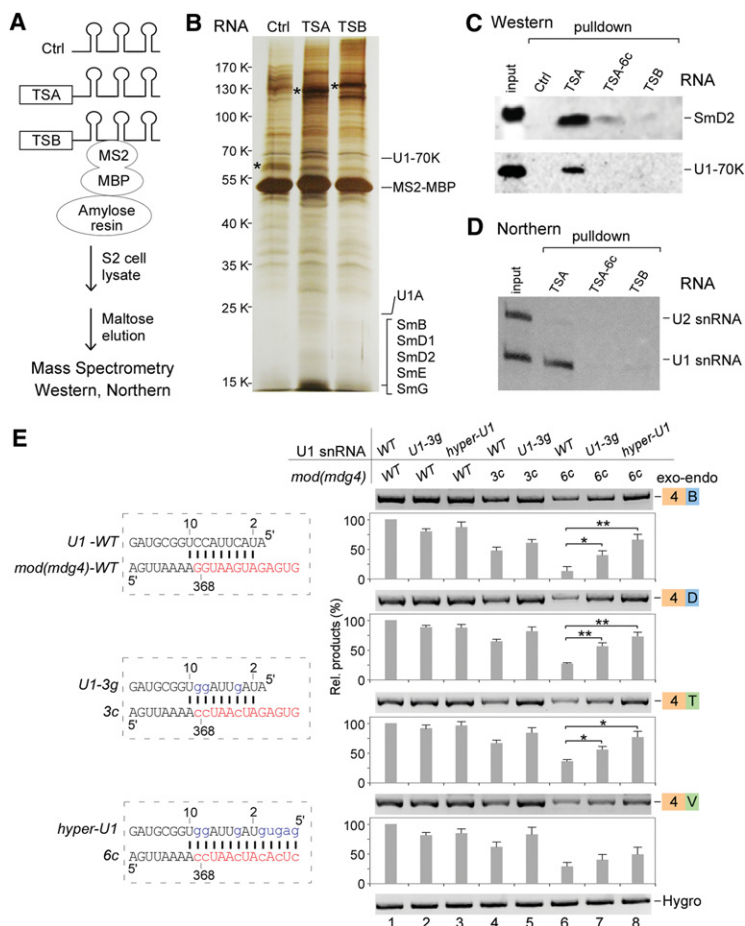 A
Ctrl
TSA
TSB
MS2
MBP
Amylose
resin
S2 cell
lysate
Maltose
elution
Mass Spectrometry
Western, Northern
B
RNA Ctrl TSA TSB
170 K
130 K
70 K
55 K
40 K
35 K
25 K
15 K
*
*
*
U1-70K
MS2-MBP
U1A
SmB
SmD1
SmD2
SmE
SmG
C Western
pulldown
input Ctrl TSA TSA-6c TSB RNA
SmD2
U1-70K
D Northern
pulldown
input TSA TSA-6c TSB RNA
U2 snRNA
U1 snRNA
E
U1 snRNA WT U1-3g hyper-U1 WT U1-3g WT U1-3g hyper-U1
mod(mdg4) WT WT WT 3c 3c 6c 6c 6c exo-endo
10 2 5'
U1 -WT GAUGCGGUCCAUUCAUA
mod(mdg4)-WT AGUUAAAAGGUAAGUAGAGUG
5' 368
10 2 5'
U1-3g GAUGCGGUggAUUgAUA
3c AGUUAAAAccUAAcUAGAGUG
5' 368
10 2 5'
hyper-U1 GAUGCGGUggAUUgAUgugag
6c AGUUAAAAccUAAcUAcAcUc
5' 368
Rel. products (%)
4 B
100
50
0
*
**
4 D
100
50
0
**
**
4 T
100
50
0
*
*
4 V
100
50
0
Hygro
1 2 3 4 5 6 7 8